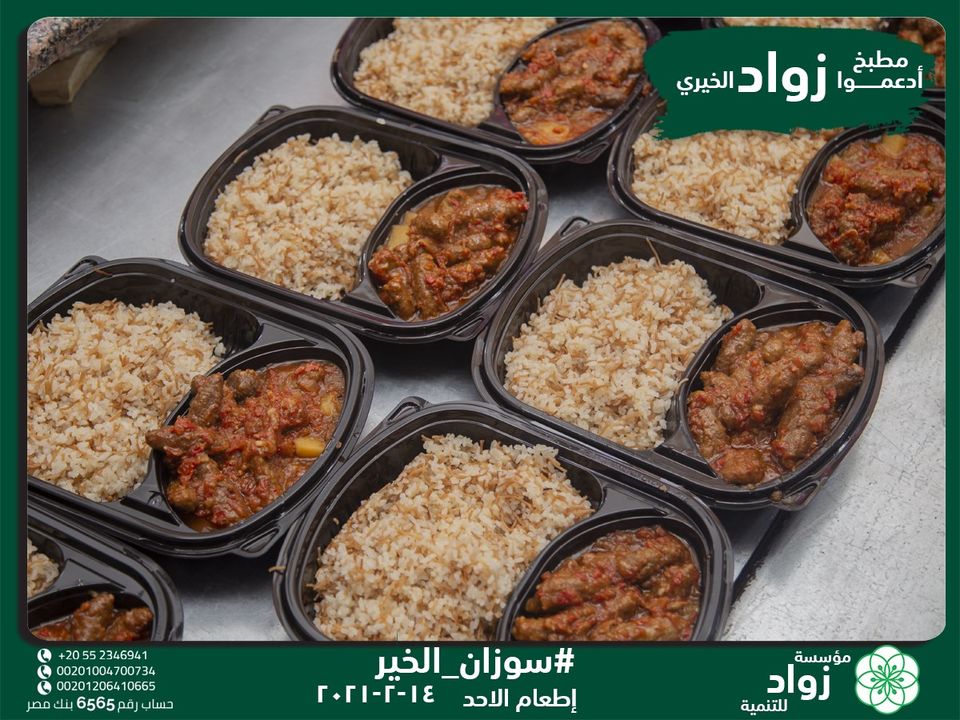 أدعمـــوا مطبخ زواد الخيري
#سوزان_الخير
إطعام الاحد ١٤-٢-٢٠٢١
مؤسسة
زواد
للتنمية
+20 55 2346941
00201004700734
00201206410665
حساب رقم 6565 بنك مصر